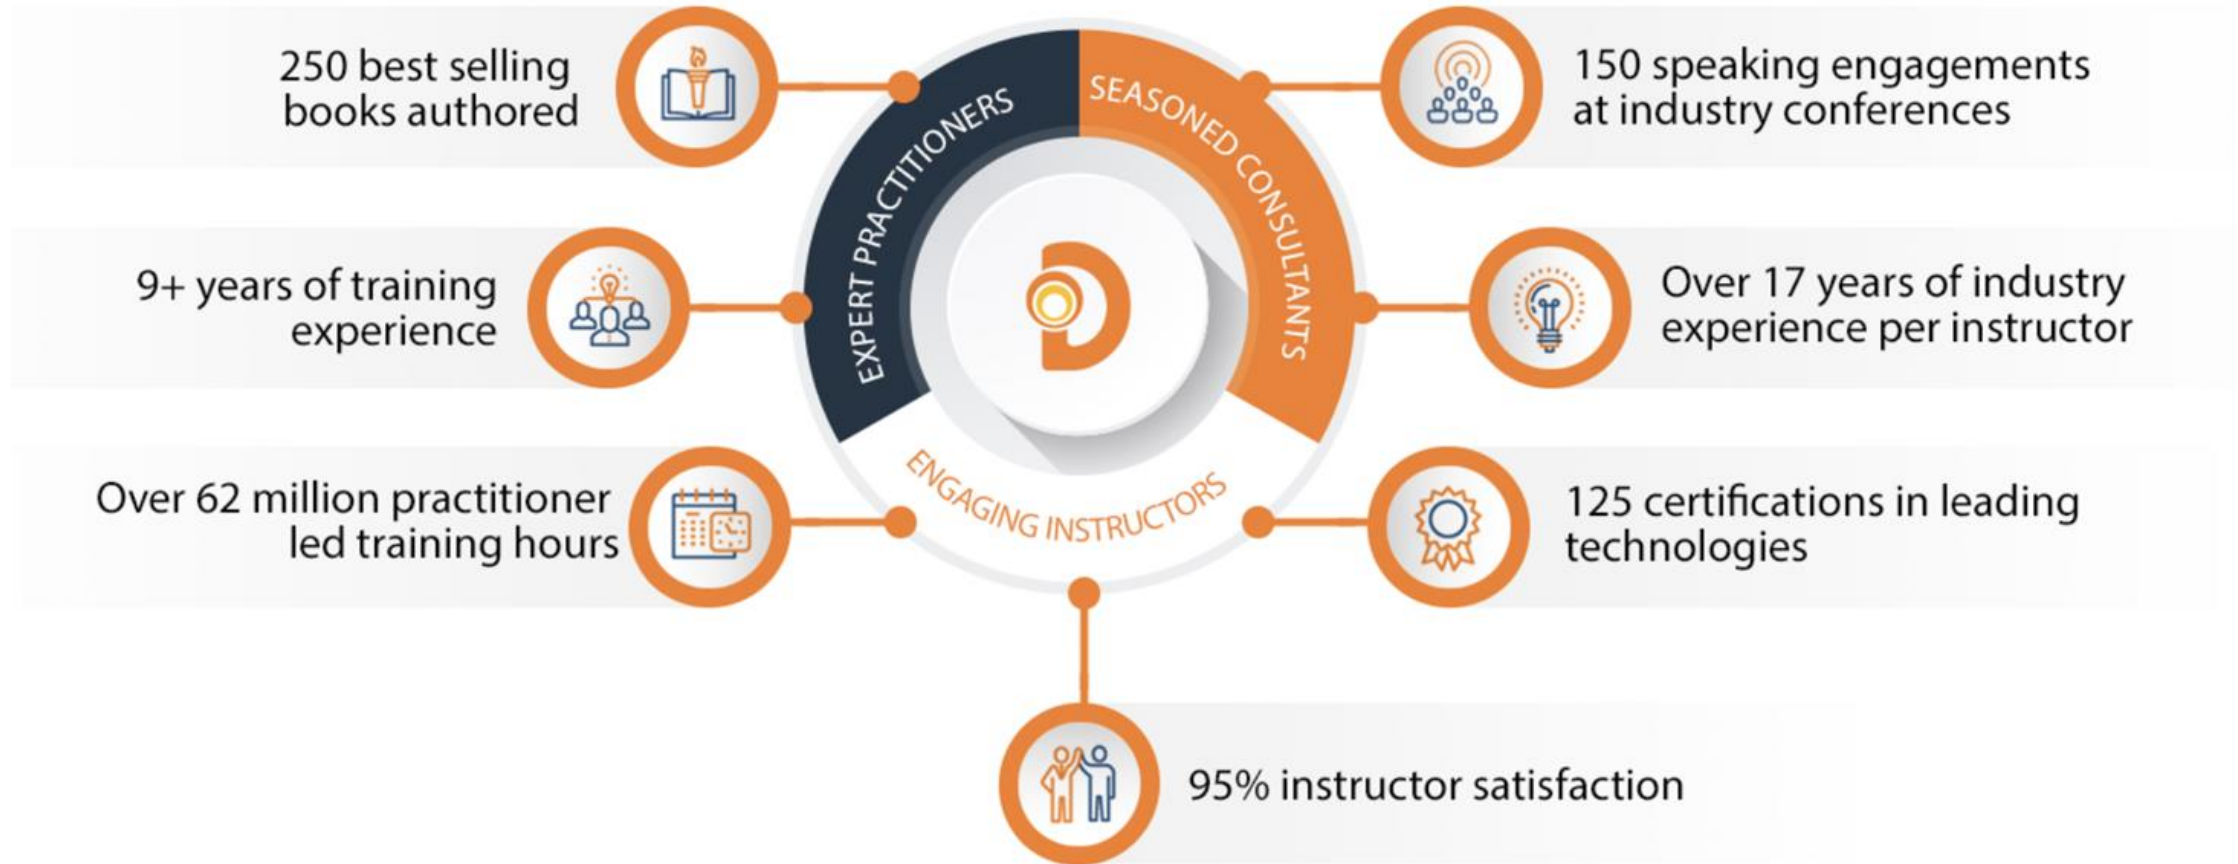 250 best selling
books authored
9+ years of training
experience
Over 62 million practitioner
led training hours
EXPERT PRACTITIONERS
SEASONED CONSULTANTS
ENGAGING INSTRUCTORS
150 speaking engagements
at industry conferences
Over 17 years of industry
experience per instructor
125 certifications in leading
technologies
95% instructor satisfaction